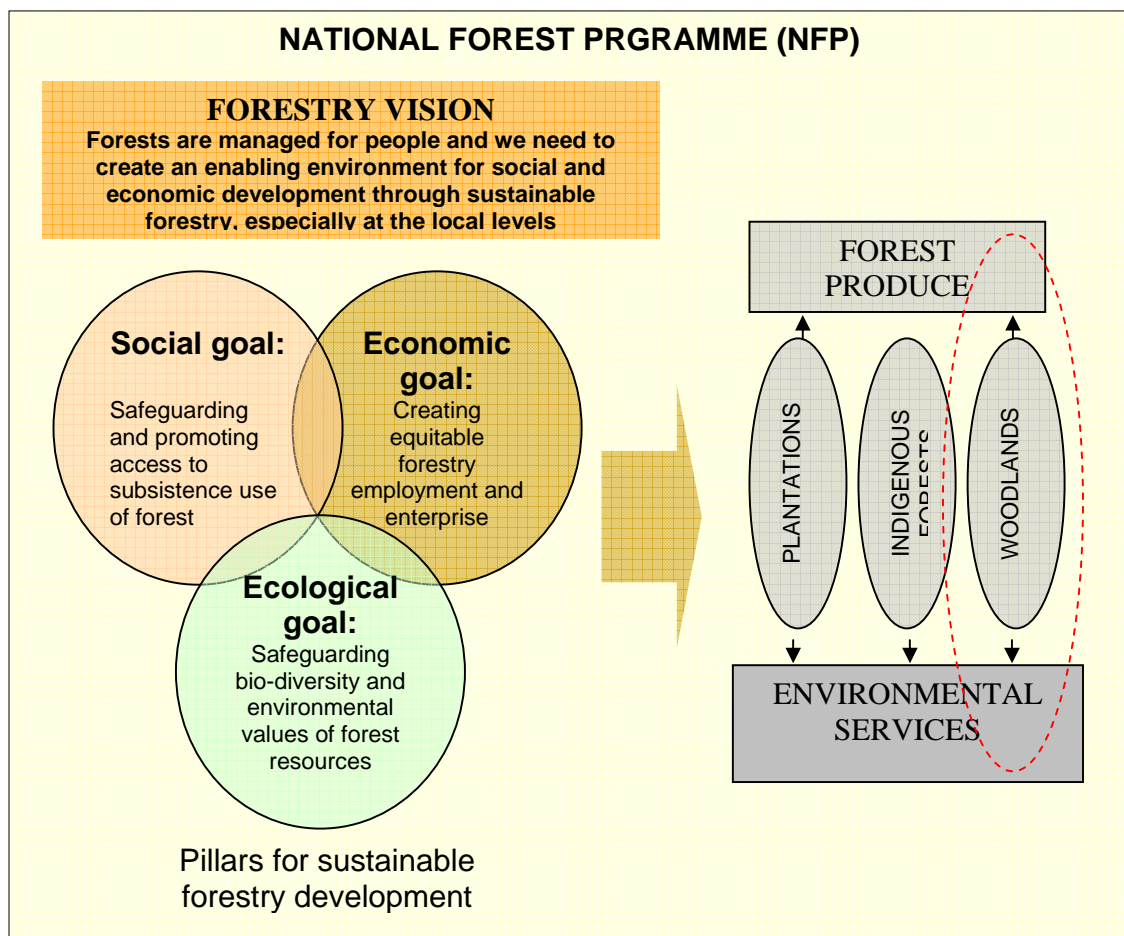 NATIONAL FOREST PRGRAMME (NFP)
FORESTRY VISION
Forests are managed for people and we need to
create an enabling environment for social and
economic development through sustainable
forestry, especially at the local levels
Social goal:
Safeguarding
and promoting
access to
subsistence use
of forest
Economic
goal:
Creating
equitable
forestry
employment and
enterprise
Ecological
goal:
Safeguarding
bio-diversity and
environmental
values of forest
resources
Pillars for sustainable
forestry development
FOREST
PRODUCE
PLANTATIONS
INDIGENOUS
FORESTS
WOODLANDS
ENVIRONMENTAL
SERVICES